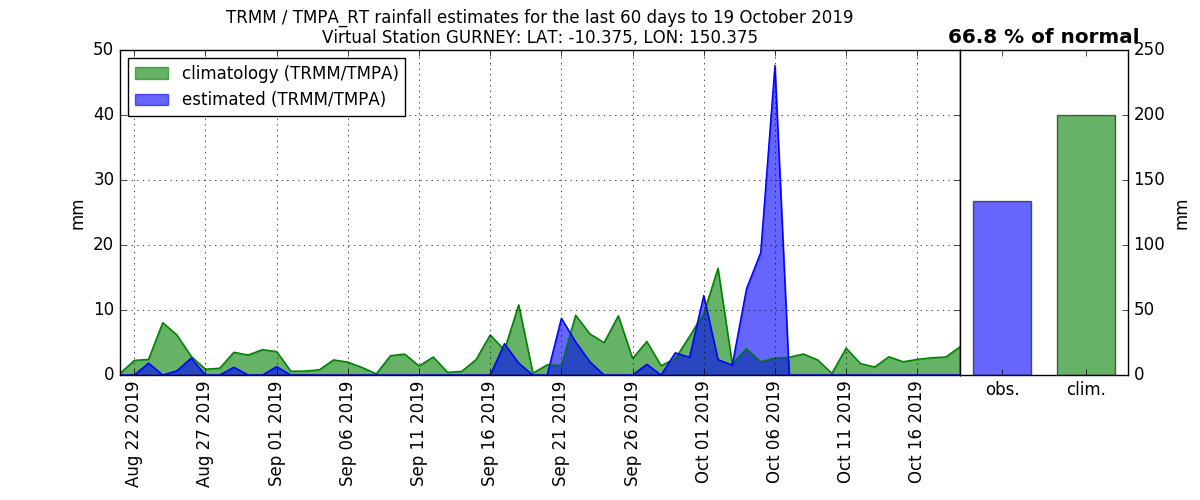 TRMM / TMPA_RT rainfall estimates for the last 60 days to 19 October 2019
Virtual Station GURNEY: LAT: -10.375, LON: 150.375
66.8 % of normal
climatology (TRMM/TMPA)
estimated (TRMM/TMPA)
50
40
30
20
10
0
mm
250
200
150
100
50
0
mm
Aug 22 2019
Aug 27 2019
Sep 01 2019
Sep 06 2019
Sep 11 2019
Sep 16 2019
Sep 21 2019
Sep 26 2019
Oct 01 2019
Oct 06 2019
Oct 11 2019
Oct 16 2019
obs.
clim.